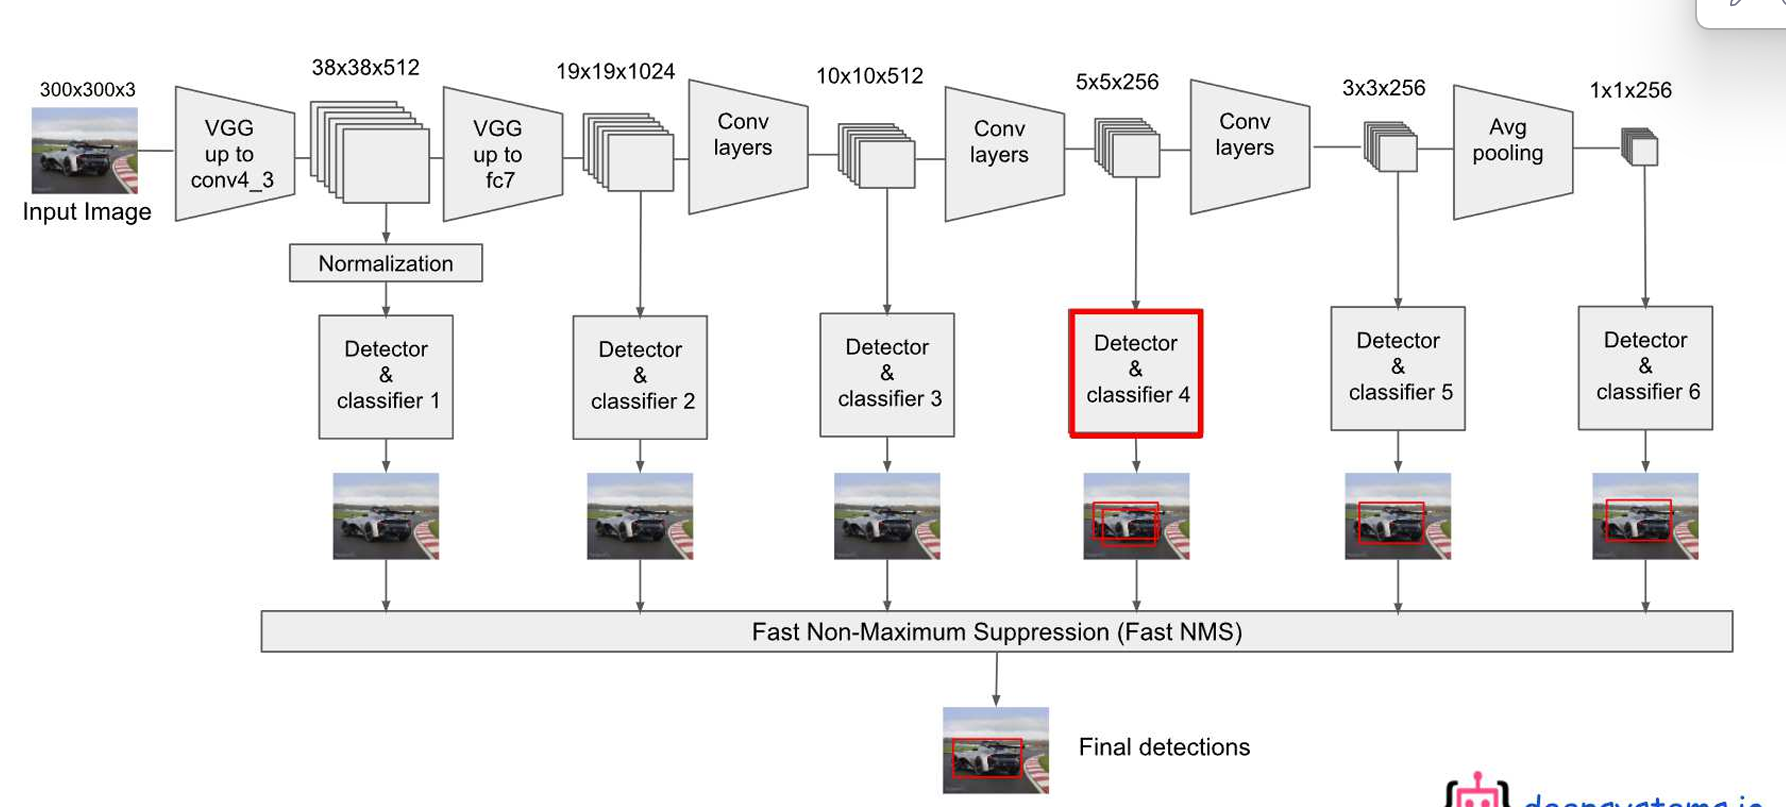 300x300x3
38x38x512
19x19x1024
10x10x512
5x5x256
3x3x256
1x1x256
Input Image
VGG
up to
conv4_3
VGG
up to
fc7
Conv
layers
Conv
layers
Conv
layers
Avg
pooling
Normalization
Detector
&
classifier 1
Detector
&
classifier 2
Detector
&
classifier 3
Detector
&
classifier 4
Detector
&
classifier 5
Detector
&
classifier 6
Fast Non-Maximum Suppression (Fast NMS)
Final detections
deepsystems.io